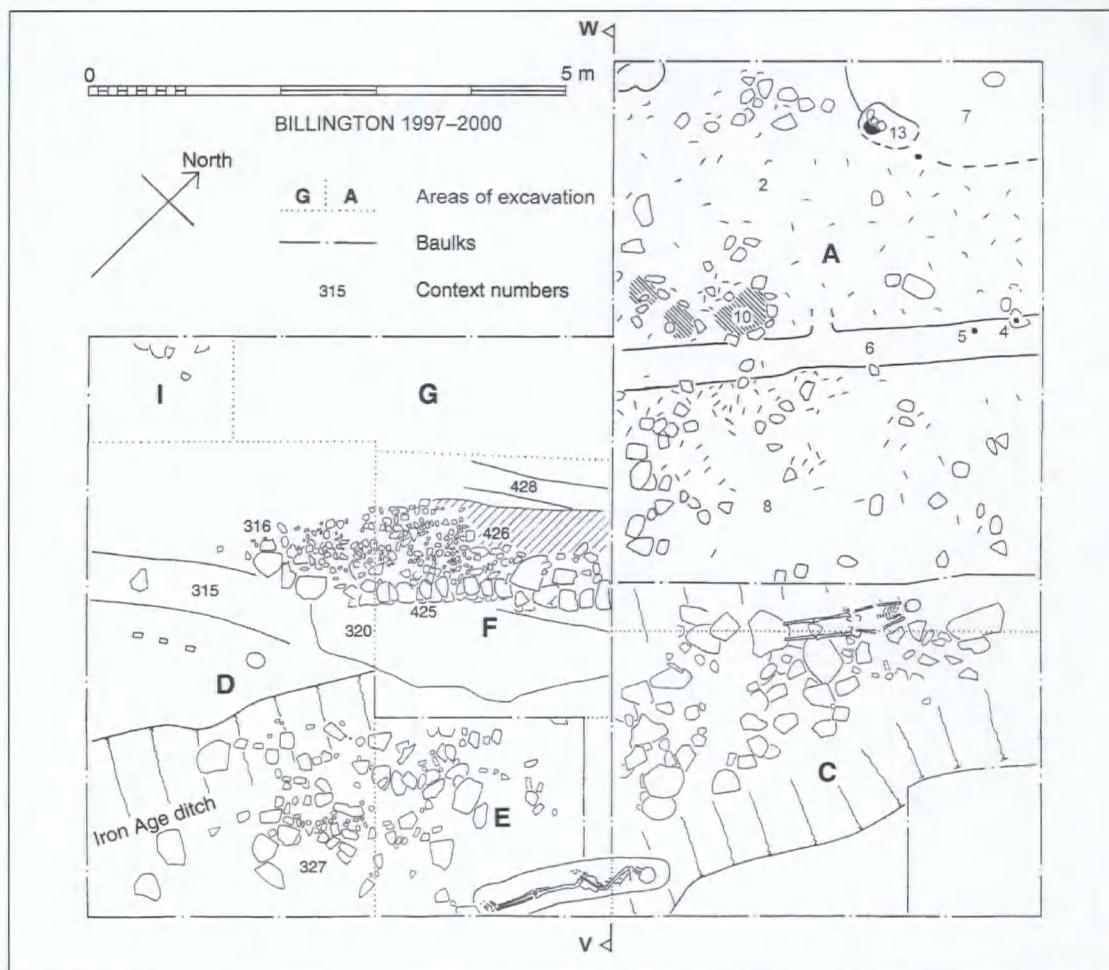 W
0 5 m
BILLINGTON 1997–2000
North
G A Areas of excavation
Baulks
315 Context numbers
7
13
2
A
10
5 4
6
I G
428
8
316
426
315
425
320
F
D
C
E
Iron Age ditch
327
V